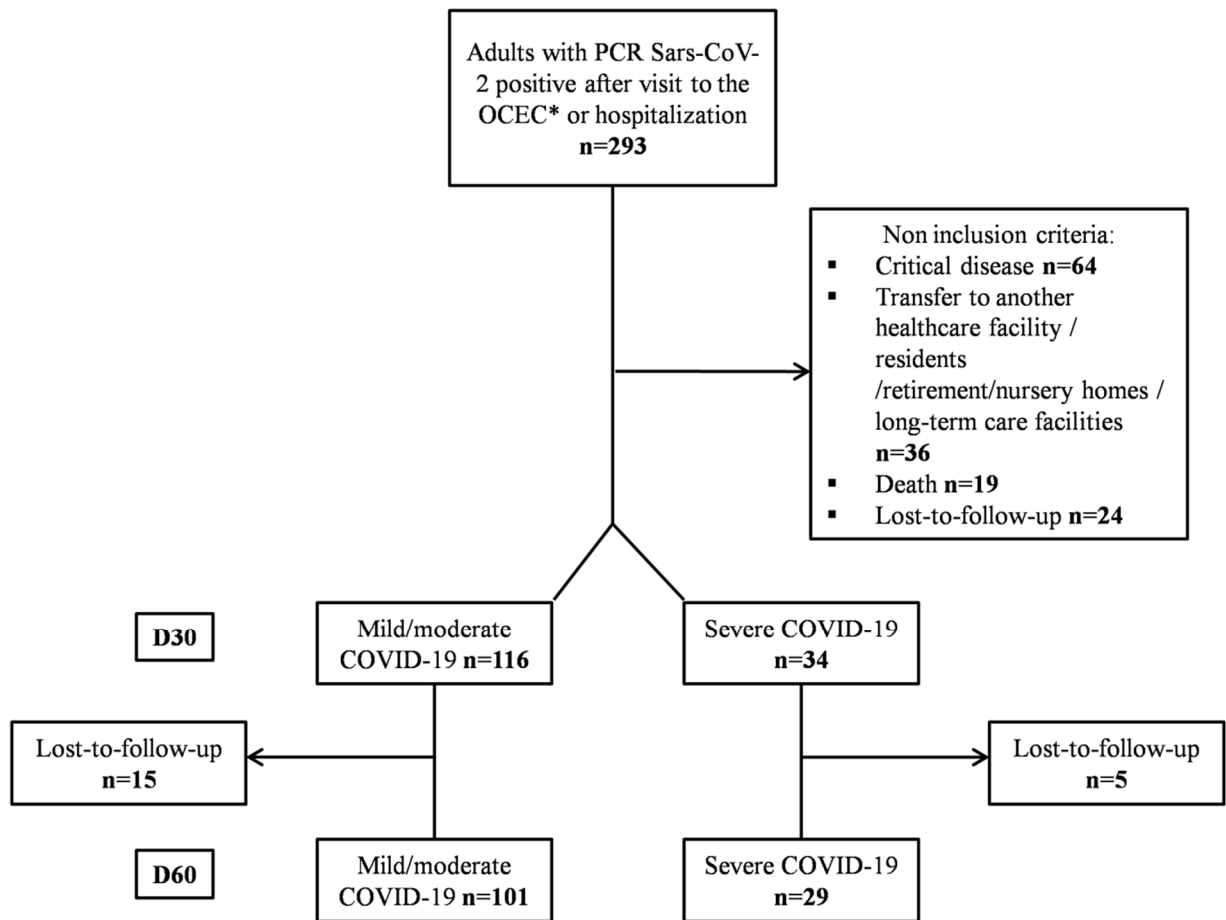 Adults with PCR Sars-CoV-
2 positive after visit to the
OCEC* or hospitalization
n=293
Non inclusion criteria:
▪ Critical disease n=64
▪ Transfer to another
healthcare facility /
residents
/retirement/nursery homes /
long-term care facilities
n=36
▪ Death n=19
▪ Lost-to-follow-up n=24
D30
Mild/moderate
COVID-19 n=116
Severe COVID-19
n=34
Lost-to-follow-up
n=15
Lost-to-follow-up
n=5
D60
Mild/moderate
COVID-19 n=101
Severe COVID-19
n=29